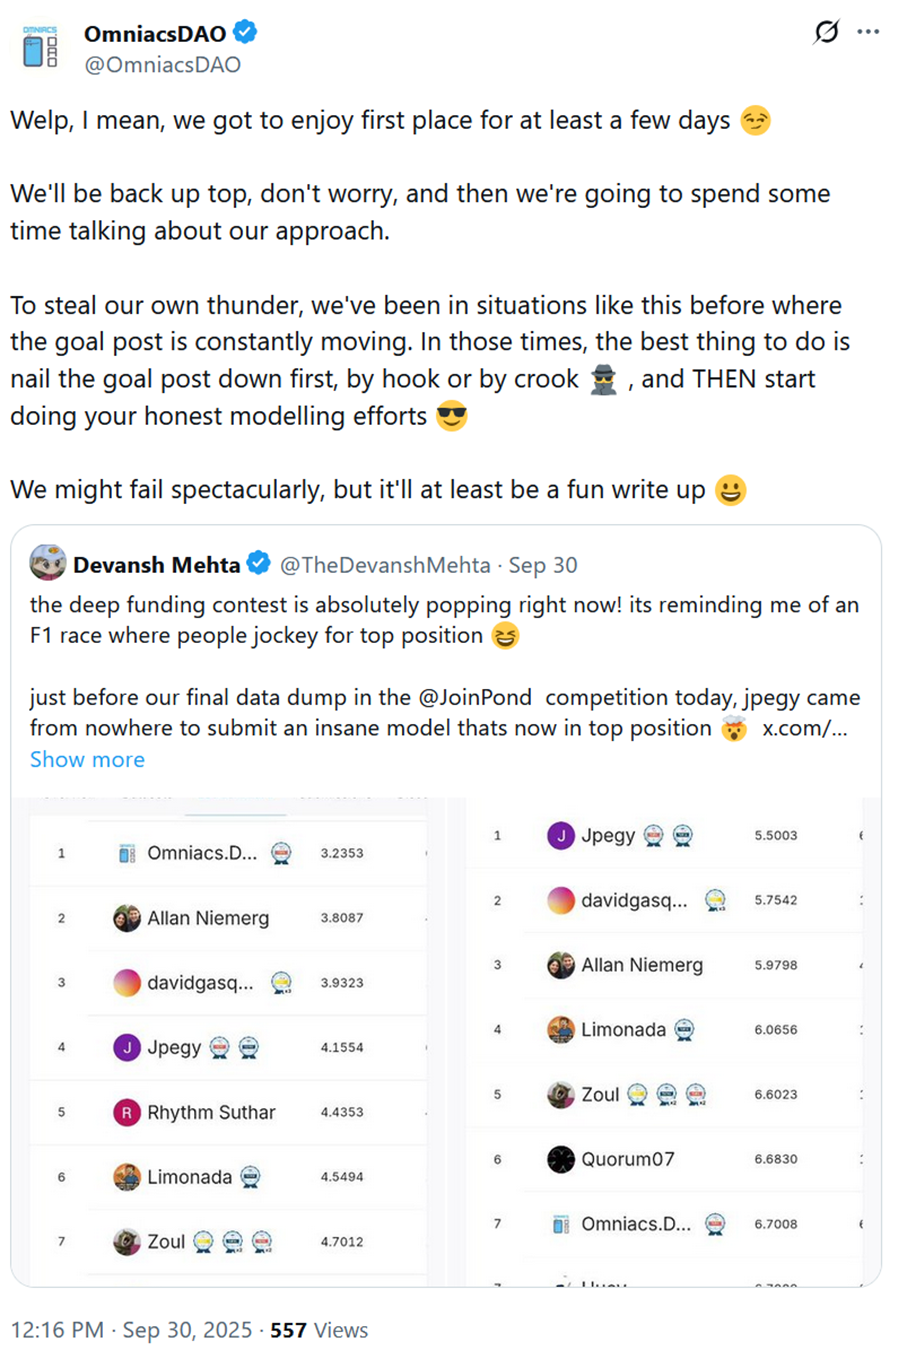 OmniacsDAO
@OmniacsDAO
Welp, I mean, we got to enjoy first place for at least a few days 😏
We'll be back up top, don't worry, and then we're going to spend some
time talking about our approach.
To steal our own thunder, we've been in situations like this before where
the goal post is constantly moving. In those times, the best thing to do is
nail the goal post down first, by hook or by crook 🕵️ , and THEN start
doing your honest modelling efforts 😎
We might fail spectacularly, but it'll at least be a fun write up 😀
Devansh Mehta @TheDevanshMehta · Sep 30
the deep funding contest is absolutely popping right now! its reminding me of an
F1 race where people jockey for top position 😆
just before our final data dump in the @JoinPond competition today, jpegy came
from nowhere to submit an insane model thats now in top position 🤯 x.com/...
Show more
1 Omniacs.D... 3.2353
2 Allan Niemerg 3.8087
3 davidgasq... 3.9323
4 J Jpegy 4.1554
5 R Rhythm Suthar 4.4353
6 Limonada 4.5494
7 Zoul 4.7012
1 J Jpegy 5.5003
2 davidgasq... 5.7542
3 Allan Niemerg 5.9798
4 Limonada 6.0656
5 Zoul 6.6023
6 Quorum07 6.6830
7 Omniacs.D... 6.7008
12:16 PM · Sep 30, 2025 · 557 Views